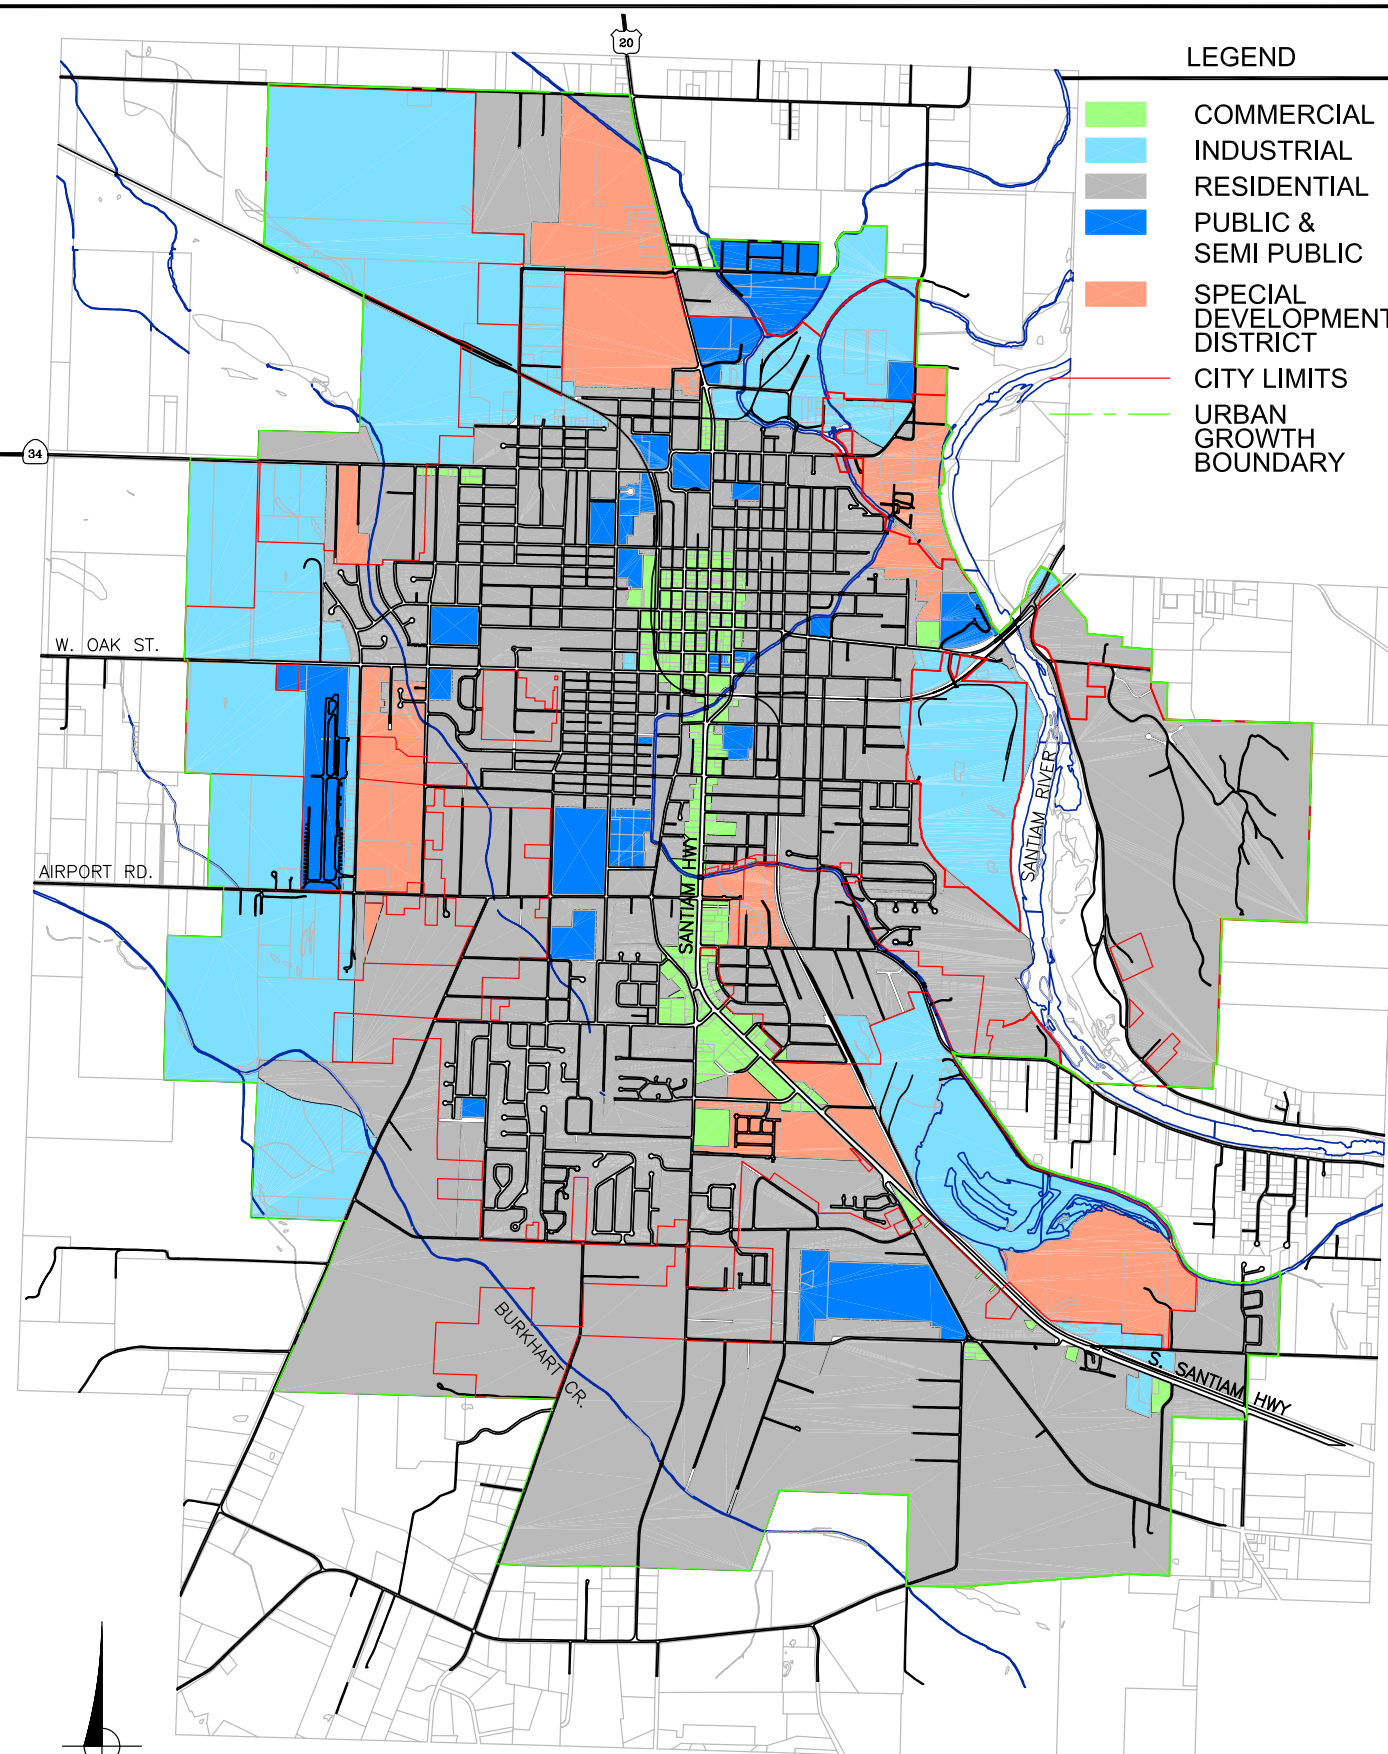 20
LEGEND
COMMERCIAL
INDUSTRIAL
RESIDENTIAL
PUBLIC &
SEMI PUBLIC
SPECIAL
DEVELOPMENT
DISTRICT
CITY LIMITS
URBAN
GROWTH
BOUNDARY
34
W. OAK ST.
SANTIAM RIVER
AIRPORT RD.
SANTIAM HWY
BURKHART CR.
S. SANTIAM HWY